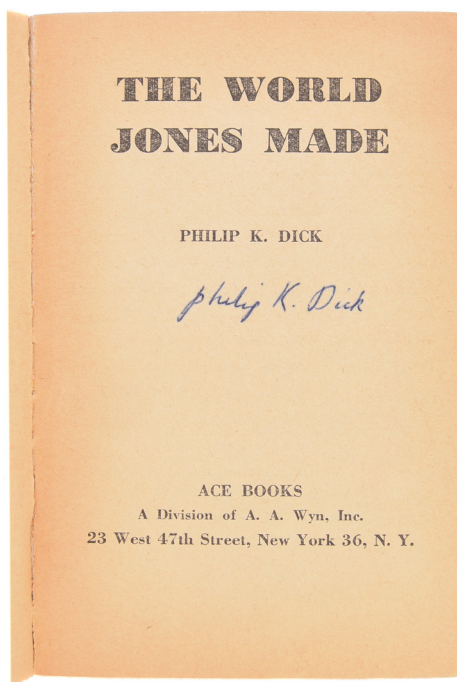 THE WORLD
JONES MADE
PHILIP K. DICK
Philip K. Dick
ACE BOOKS
A Division of A. A. Wyn, Inc.
23 West 47th Street, New York 36, N. Y.